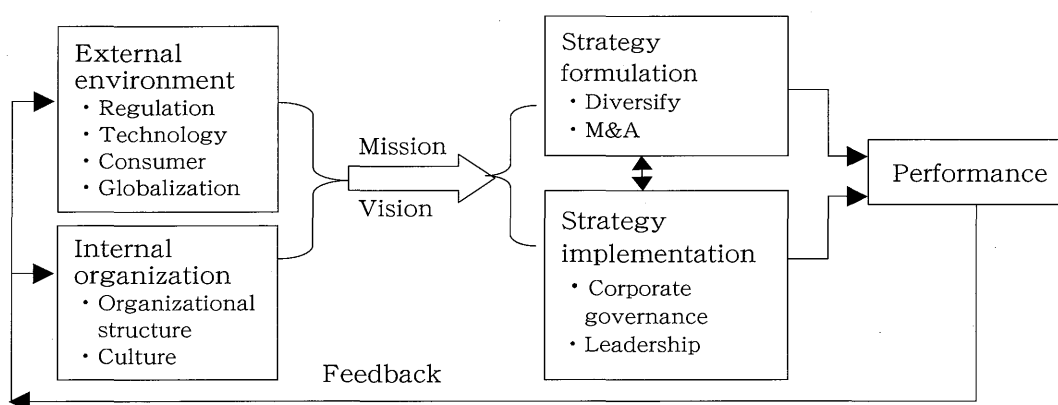 External
environment
・Regulation
・Technology
・Consumer
・Globalization
Internal
organization
・Organizational
structure
・Culture
Mission
Vision
Strategy
formulation
・Diversify
・M&A
Strategy
implementation
・Corporate
governance
・Leadership
Performance
Feedback